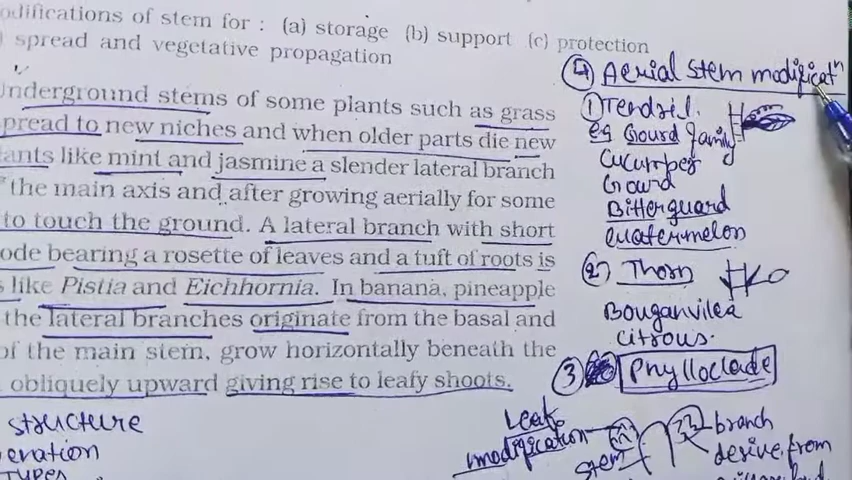 odifications of stem for : (a) storage (b) support (c) protection
) spread and vegetative propagation
Underground stems of some plants such as grass
pread to new niches and when older parts die new
ants like mint and jasmine a slender lateral branch
the main axis and after growing aerially for some
to touch the ground. A lateral branch with short
ode bearing a rosette of leaves and a tuft of roots is
s like Pistia and Eichhornia. In banana, pineapple
the lateral branches originate from the basal and
of the main stem, grow horizontally beneath the
obliquely upward giving rise to leafy shoots.
structure
eration
Types
④ Aerial stem modificatn
① Tendril.
eg Gourd family
Cucumber
Gourd
Bitterguard
watermelon
② Thorn
Bouganvilea
citrous.
③ Phylloclade
Leaf
modification
stem
branch
derive from